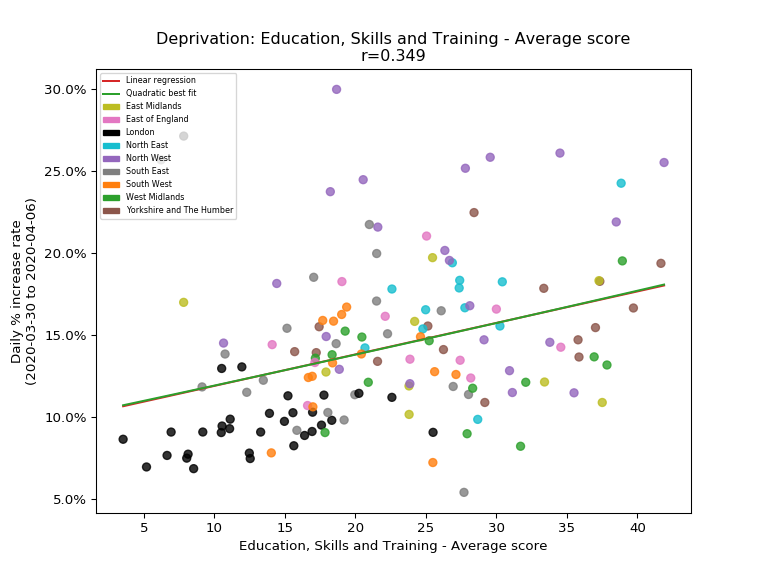 Deprivation: Education, Skills and Training - Average score
r=0.349
30.0%
25.0%
20.0%
15.0%
10.0%
5.0%
Daily % increase rate
(2020-03-30 to 2020-04-06)
Linear regression
Quadratic best fit
East Midlands
East of England
London
North East
North West
South East
South West
West Midlands
Yorkshire and The Humber
5 10 15 20 25 30 35 40
Education, Skills and Training - Average score